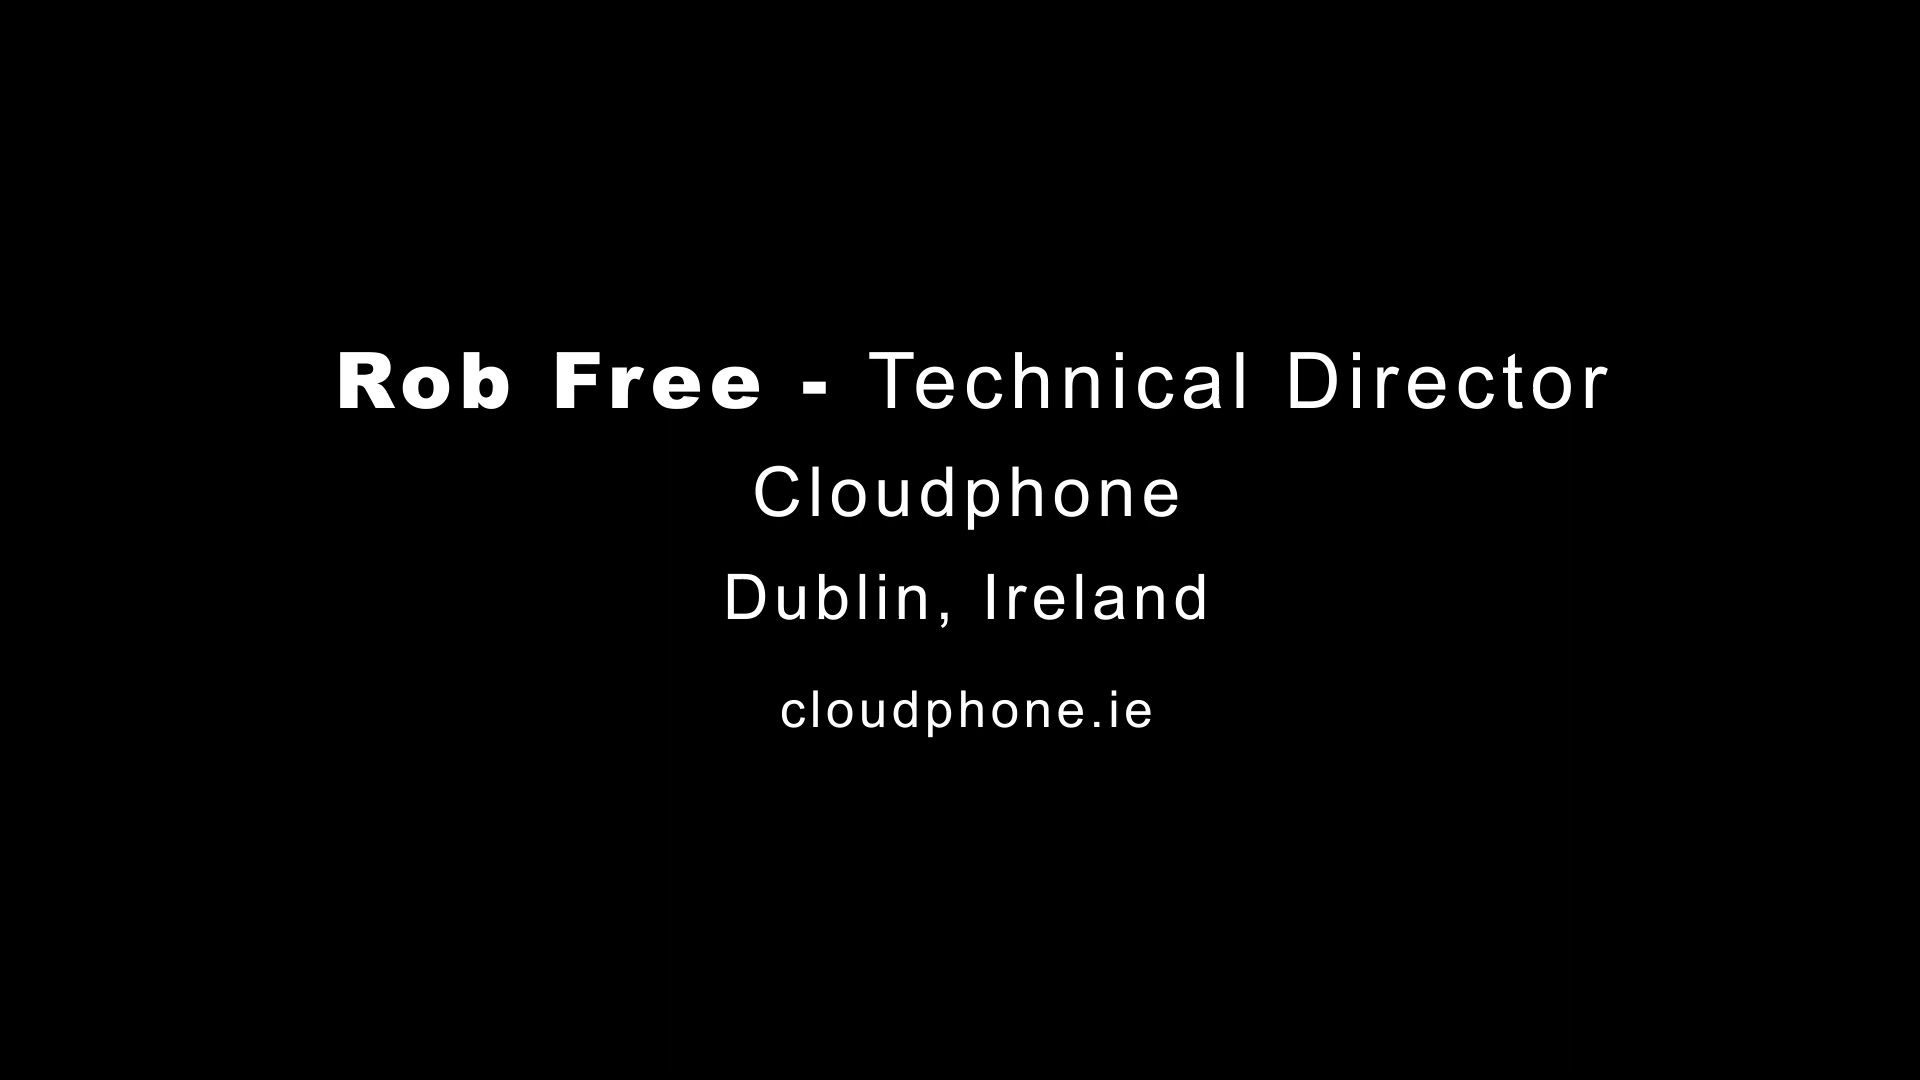 Rob Free - Technical Director
Cloudphone
Dublin, Ireland
cloudphone.ie